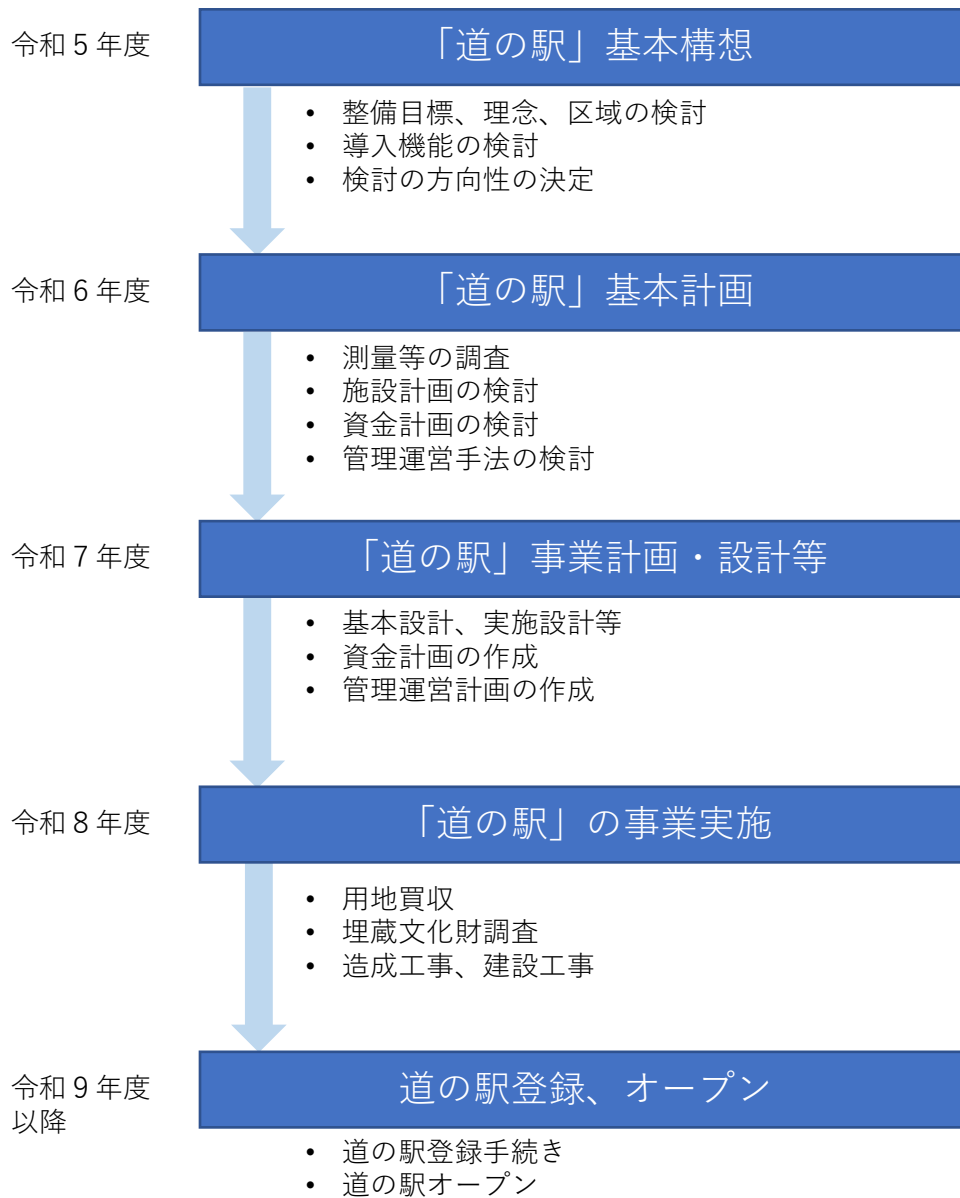 令和５年度
「道の駅」基本構想
• 整備目標、理念、区域の検討
• 導入機能の検討
• 検討の方向性の決定
令和６年度
「道の駅」基本計画
• 測量等の調査
• 施設計画の検討
• 資金計画の検討
• 管理運営手法の検討
令和７年度
「道の駅」事業計画・設計等
• 基本設計、実施設計等
• 資金計画の作成
• 管理運営計画の作成
令和８年度
「道の駅」の事業実施
• 用地買収
• 埋蔵文化財調査
• 造成工事、建設工事
令和９年度
以降
道の駅登録、オープン
• 道の駅登録手続き
• 道の駅オープン